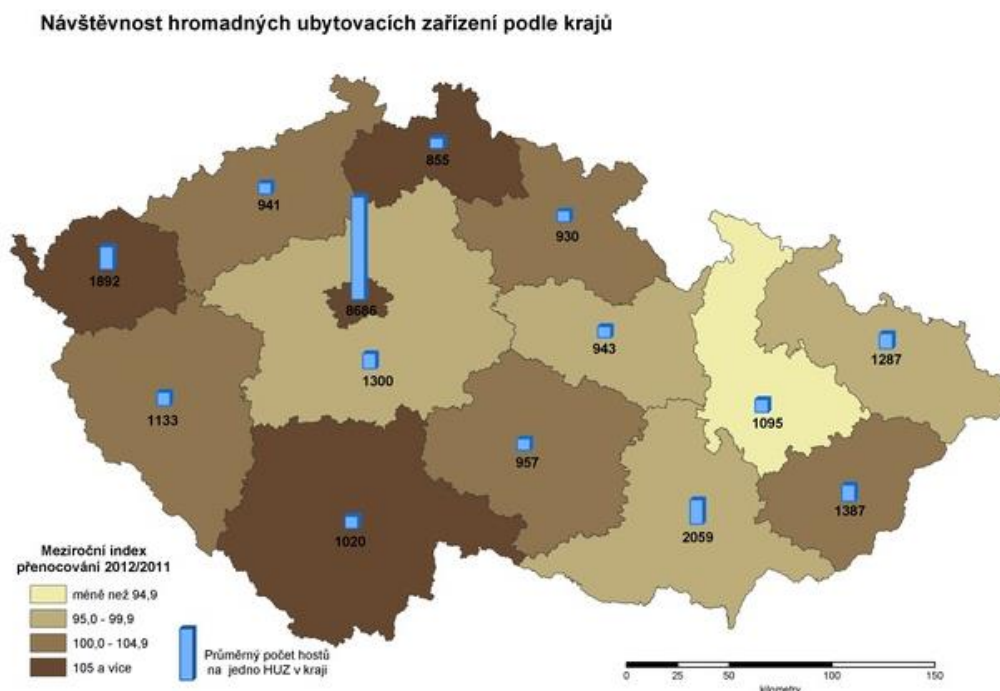 Návštěvnost hromadných ubytovacích zařízení podle krajů
855
941
930
1892
8686
943
1287
1300
1133
1095
957
1387
1020
2059
Meziroční index
přenocování 2012/2011
méně než 94,9
95,0 - 99,9
100,0 - 104,9
105 a více
Průměrný počet hostů
na jedno HUZ v kraji
0 25 50 100 150
kilometry